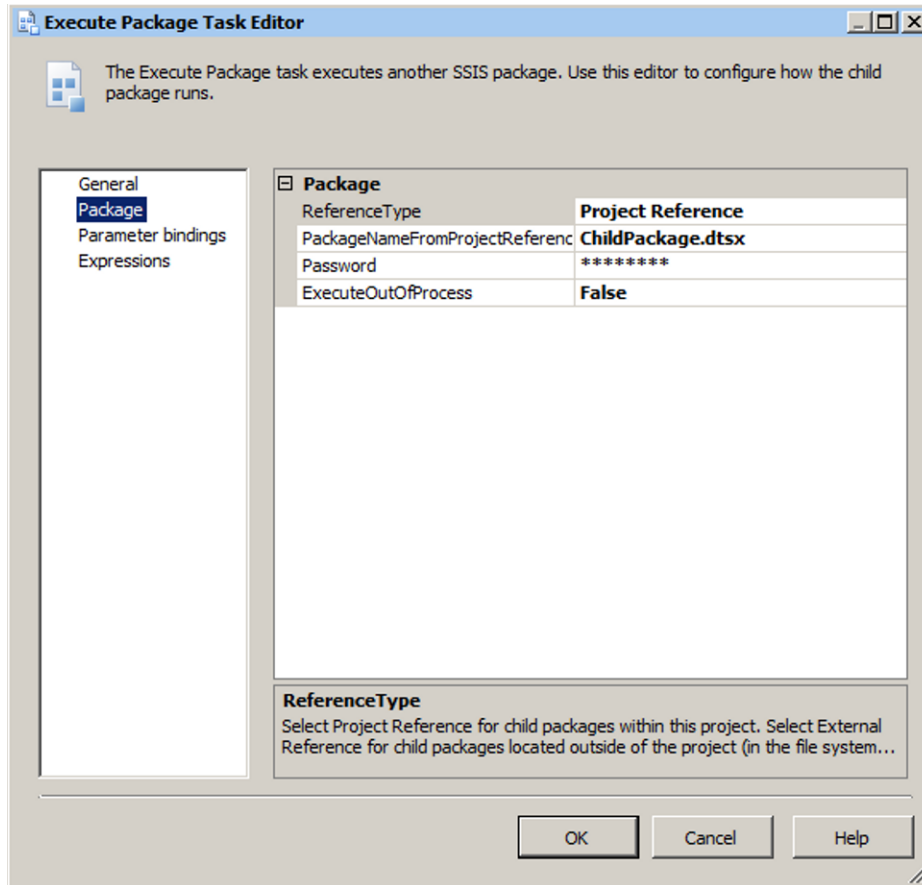 Execute Package Task Editor
The Execute Package task executes another SSIS package. Use this editor to configure how the child
package runs.
General
Package
Parameter bindings
Expressions
Package
ReferenceType Project Reference
PackageNameFromProjectReferenc ChildPackage.dtsx
Password ********
ExecuteOutOfProcess False
ReferenceType
Select Project Reference for child packages within this project. Select External
Reference for child packages located outside of the project (in the file system...
OK Cancel Help